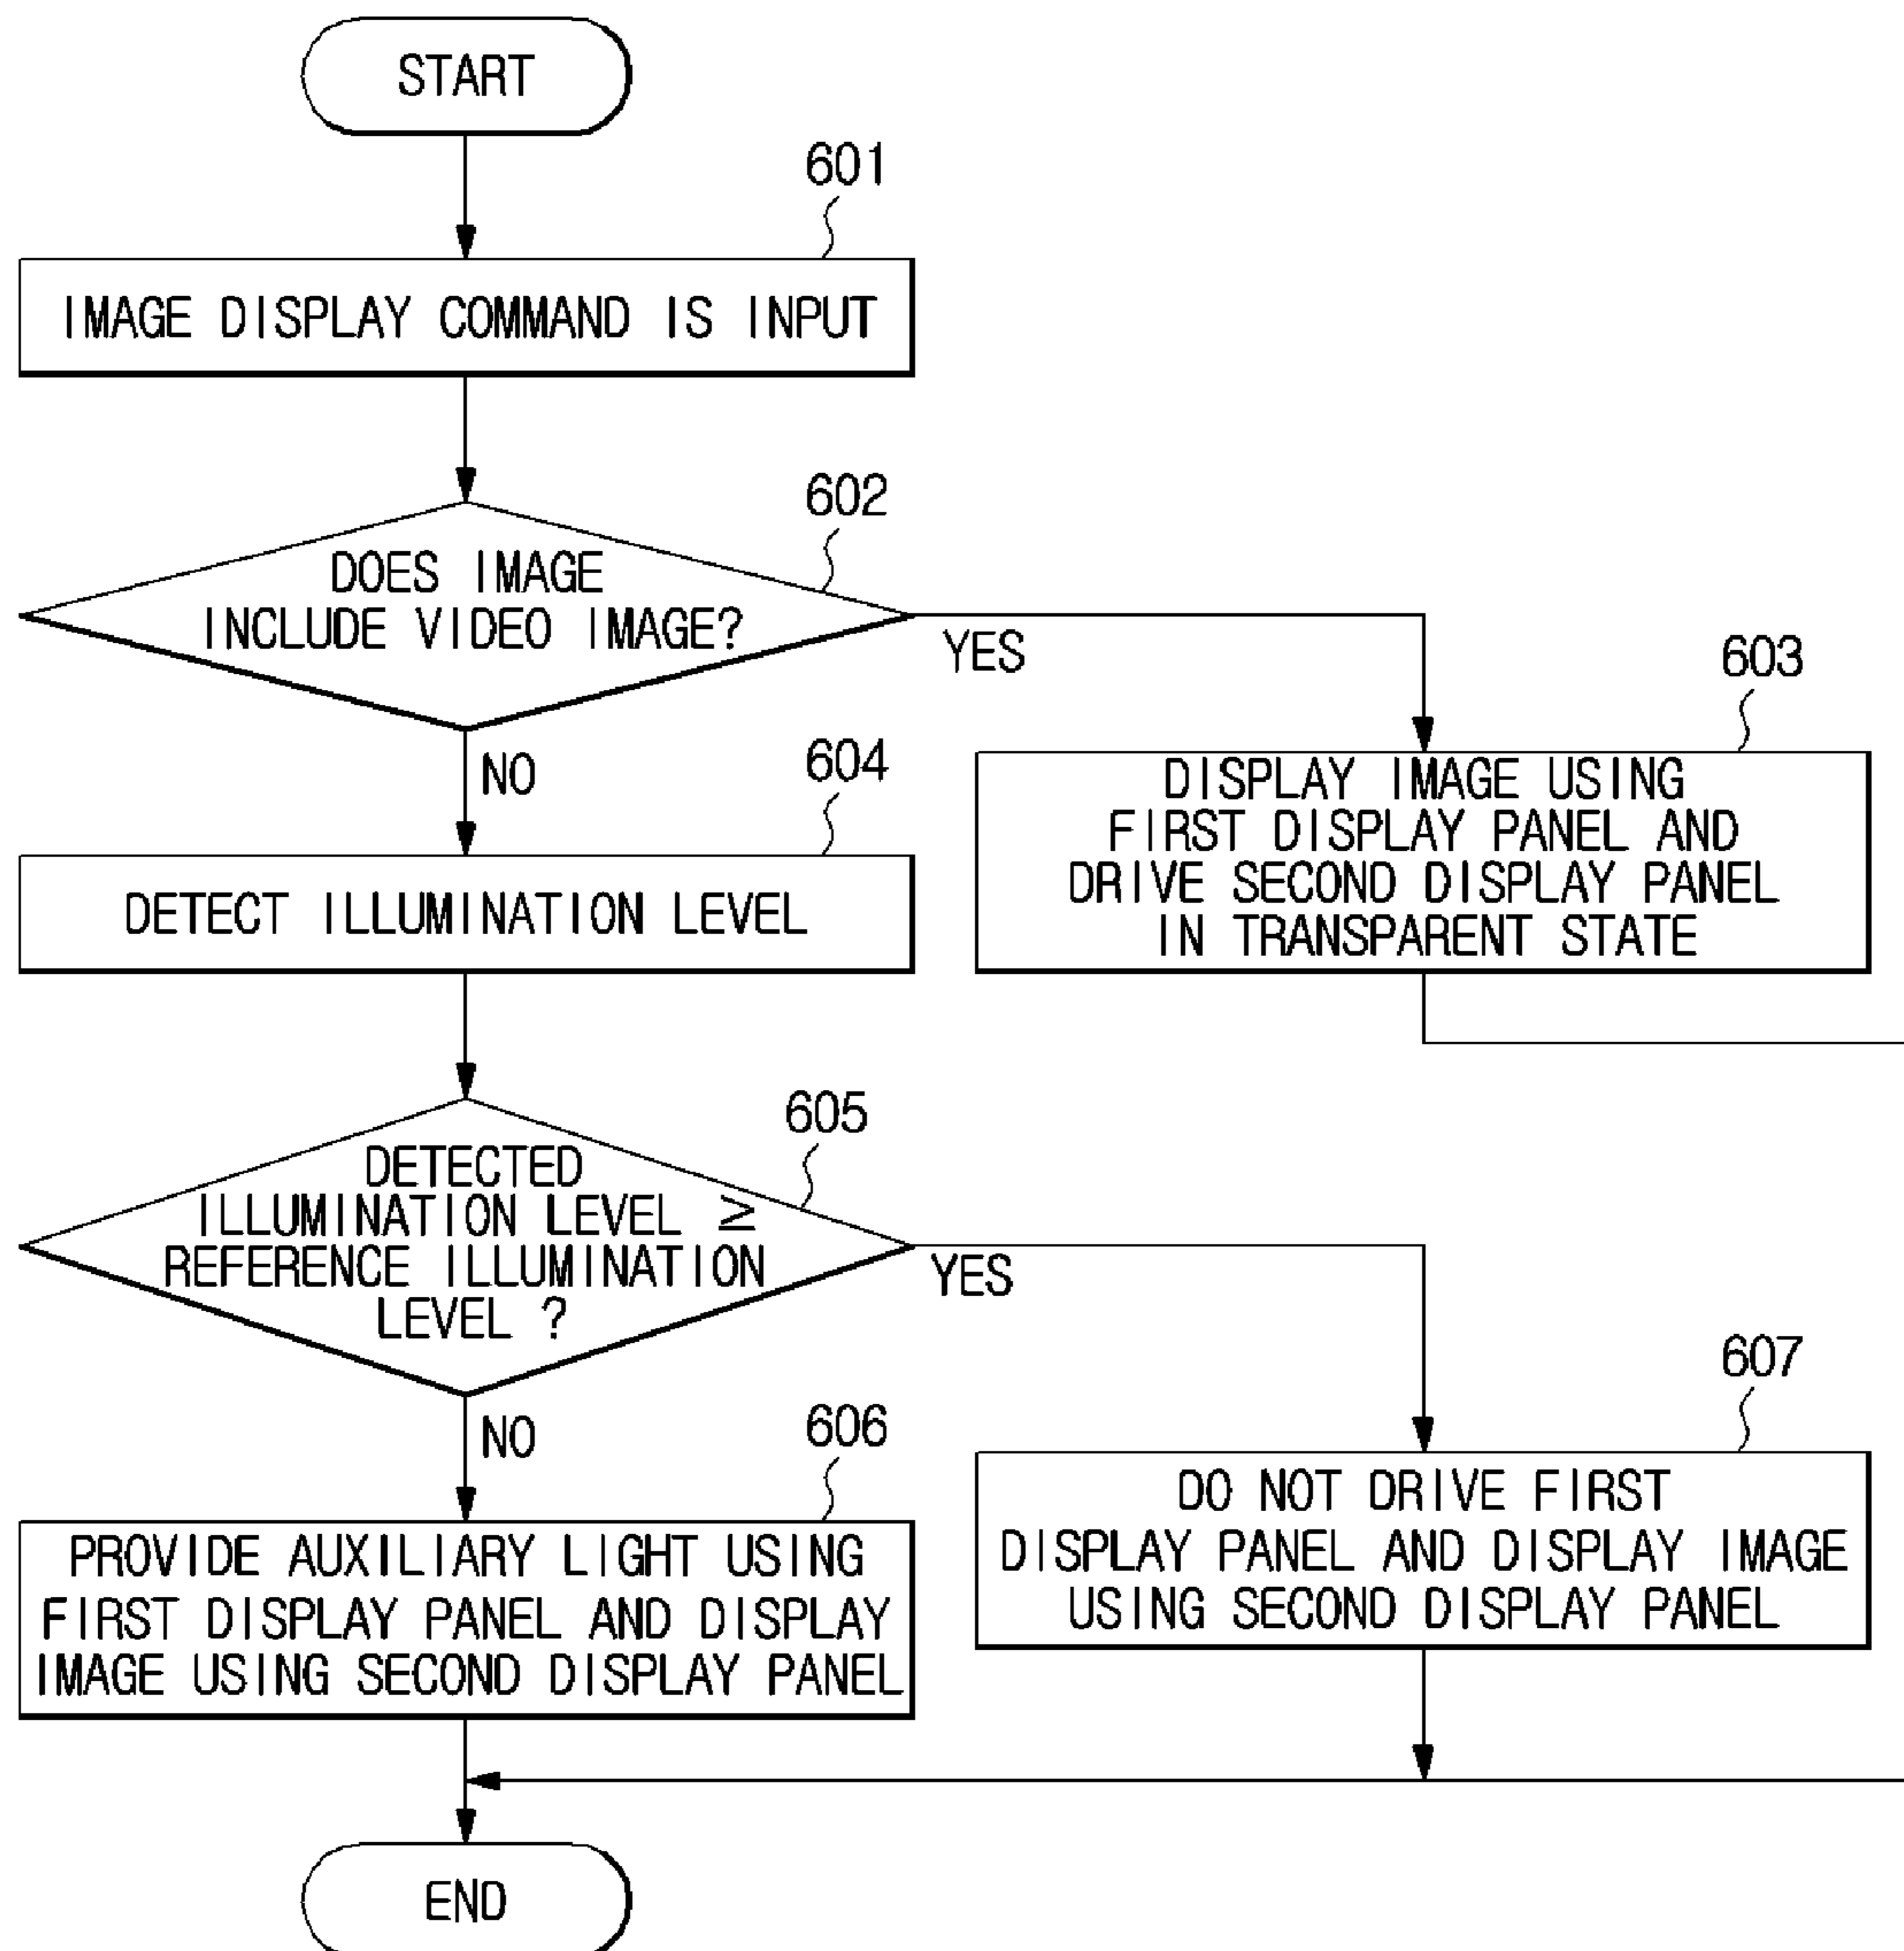 START
601
IMAGE DISPLAY COMMAND IS INPUT
602
DOES IMAGE
INCLUDE VIDEO IMAGE?
YES
603
DISPLAY IMAGE USING
FIRST DISPLAY PANEL AND
DRIVE SECOND DISPLAY PANEL
IN TRANSPARENT STATE
NO
604
DETECT ILLUMINATION LEVEL
605
DETECTED
ILLUMINATION LEVEL ≥
REFERENCE ILLUMINATION
LEVEL ?
YES
607
DO NOT DRIVE FIRST
DISPLAY PANEL AND DISPLAY IMAGE
USING SECOND DISPLAY PANEL
NO
606
PROVIDE AUXILIARY LIGHT USING
FIRST DISPLAY PANEL AND DISPLAY
IMAGE USING SECOND DISPLAY PANEL
END